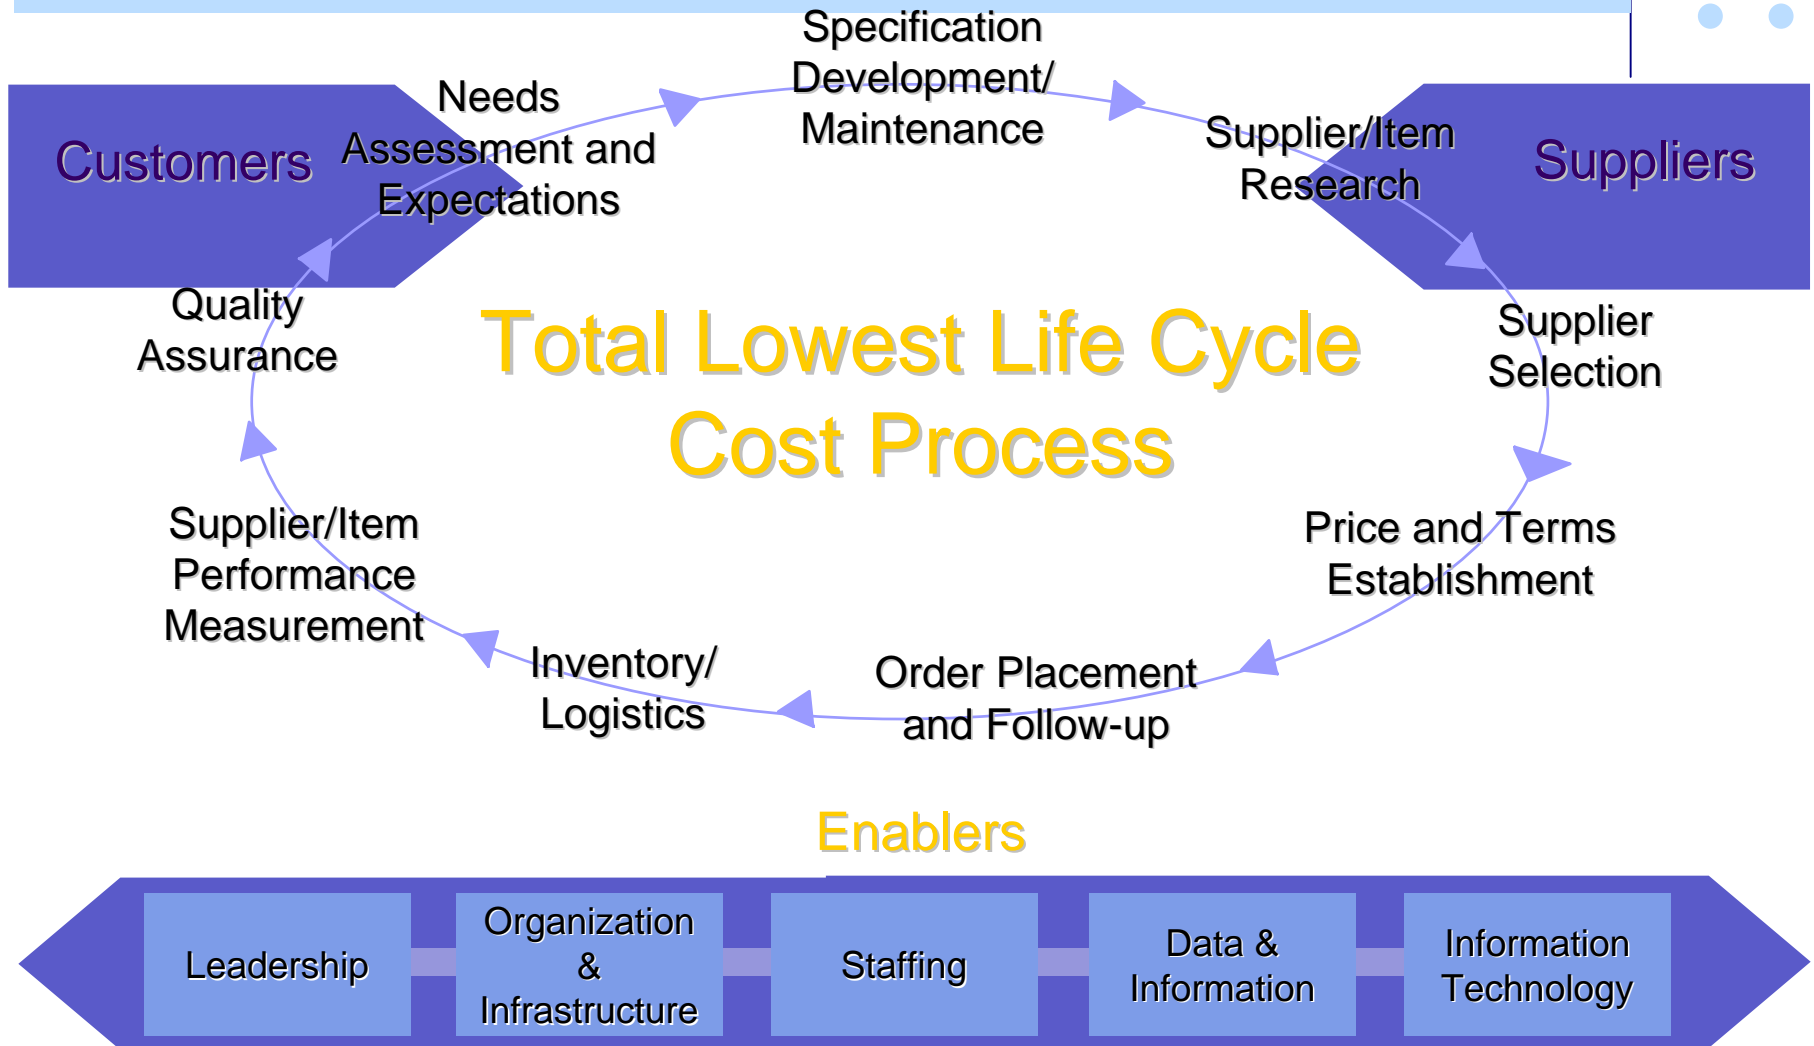 Specification
Development/
Maintenance
Needs
Assessment and
Expectations
Customers
Supplier/Item
Research
Suppliers
Quality
Assurance
Total Lowest Life Cycle
Cost Process
Supplier
Selection
Supplier/Item
Performance
Measurement
Price and Terms
Establishment
Inventory/
Logistics
Order Placement
and Follow-up
Enablers
Leadership
Organization
&
Infrastructure
Staffing
Data &
Information
Information
Technology